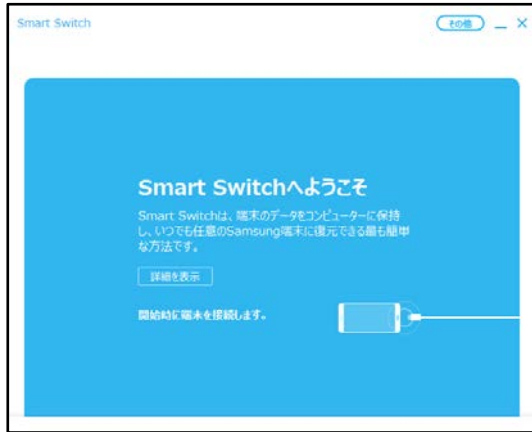 Smart Switch
その他
Smart Switchへようこそ
Smart Switchは、端末のデータをコンピューターに保持
し、いつでも任意のSamsung端末に復元できる最も簡単
な方法です。
詳細を表示
開始時に端末を接続します。